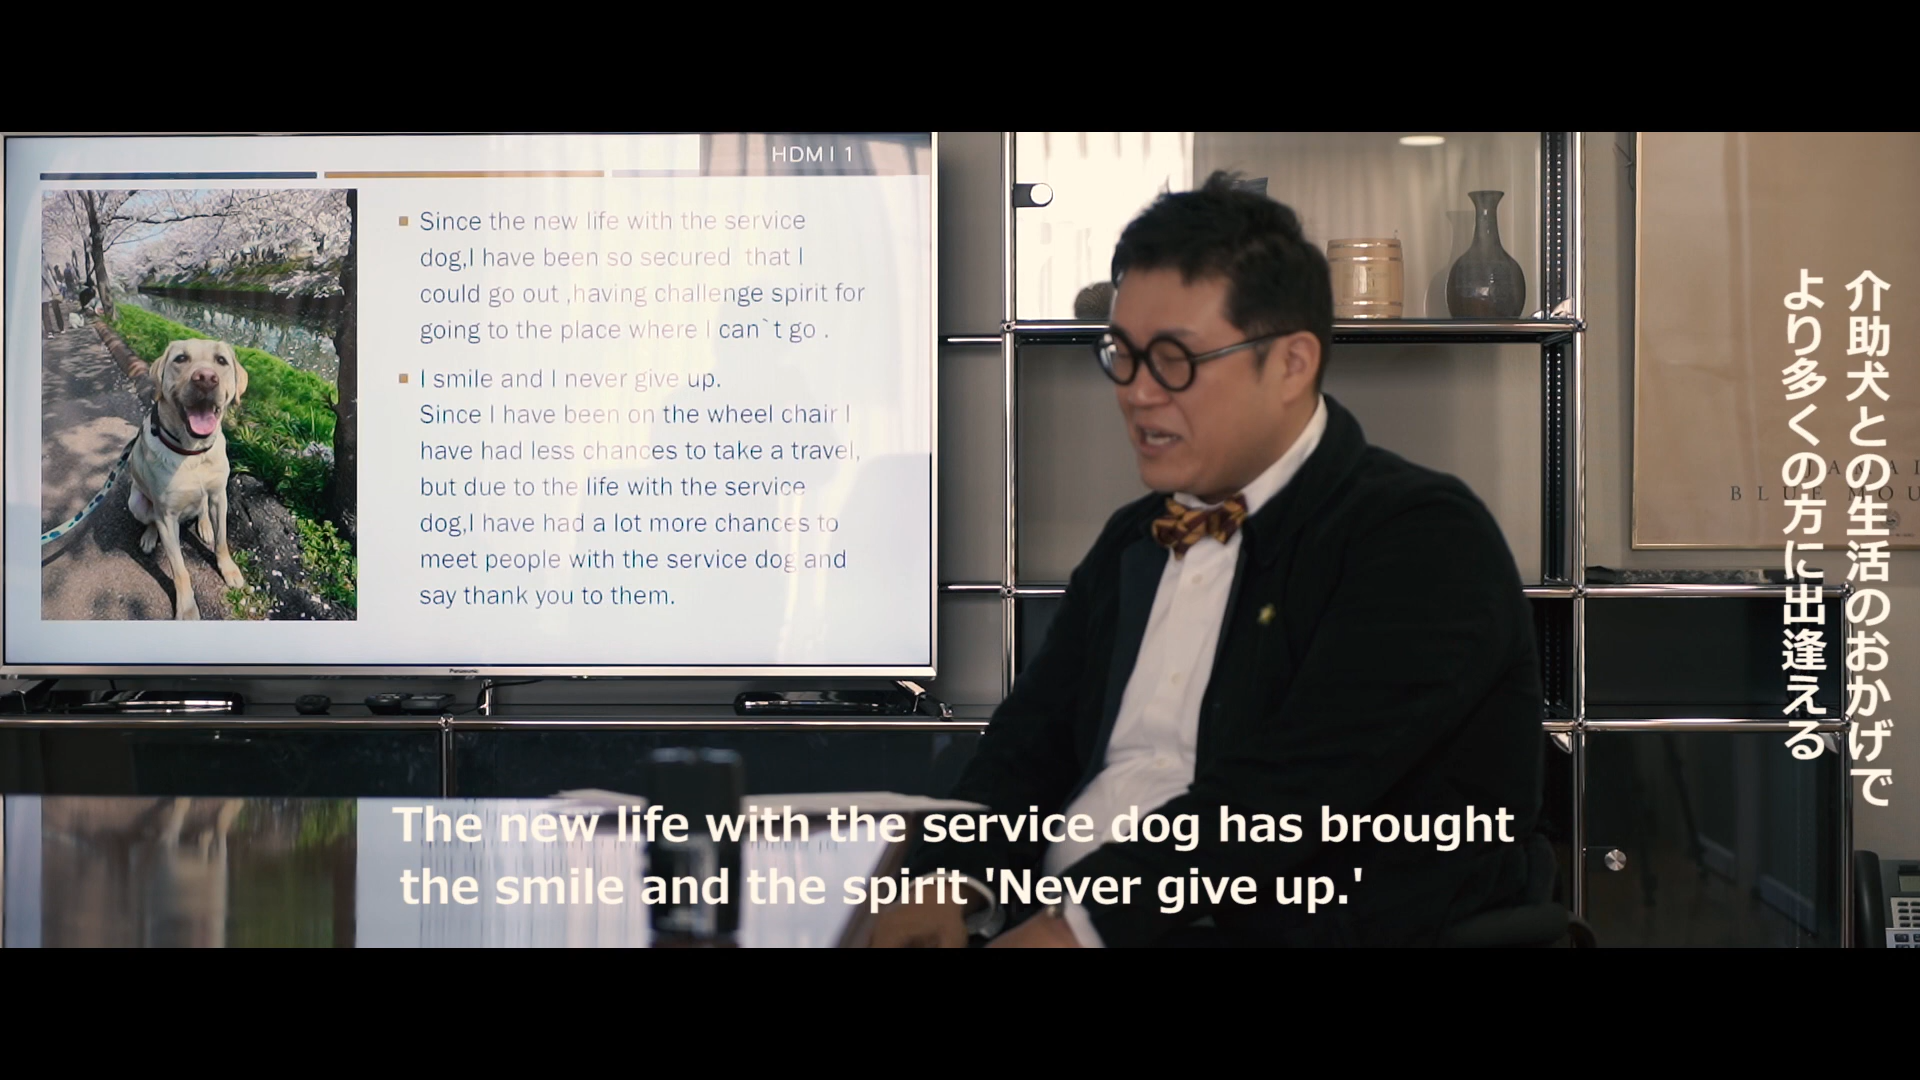 HDMI 1
Since the new life with the service
dog,I have been so secured that I
could go out ,having challenge spirit for
going to the place where I can`t go .
I smile and I never give up.
Since I have been on the wheel chair I
have had less chances to take a travel,
but due to the life with the service
dog,I have had a lot more chances to
meet people with the service dog and
say thank you to them.
Panasonic
介助犬との生活のおかげで
より多くの方に出逢える
BLUE MOU
The new life with the service dog has brought
the smile and the spirit 'Never give up.'